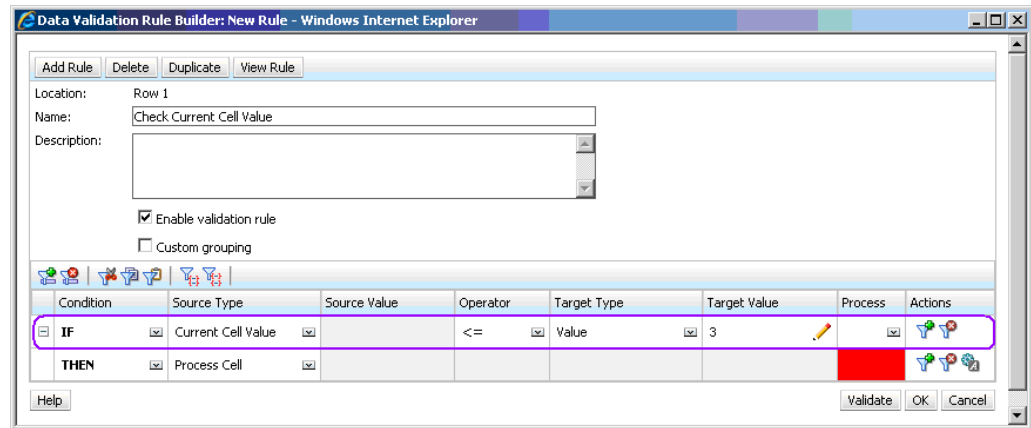 Data Validation Rule Builder: New Rule - Windows Internet Explorer
Add Rule Delete Duplicate View Rule
Location: Row 1
Name: Check Current Cell Value
Description:
Enable validation rule
Custom grouping
Condition Source Type Source Value Operator Target Type Target Value Process Actions
IF Current Cell Value <= Value 3
THEN Process Cell
Help Validate OK Cancel